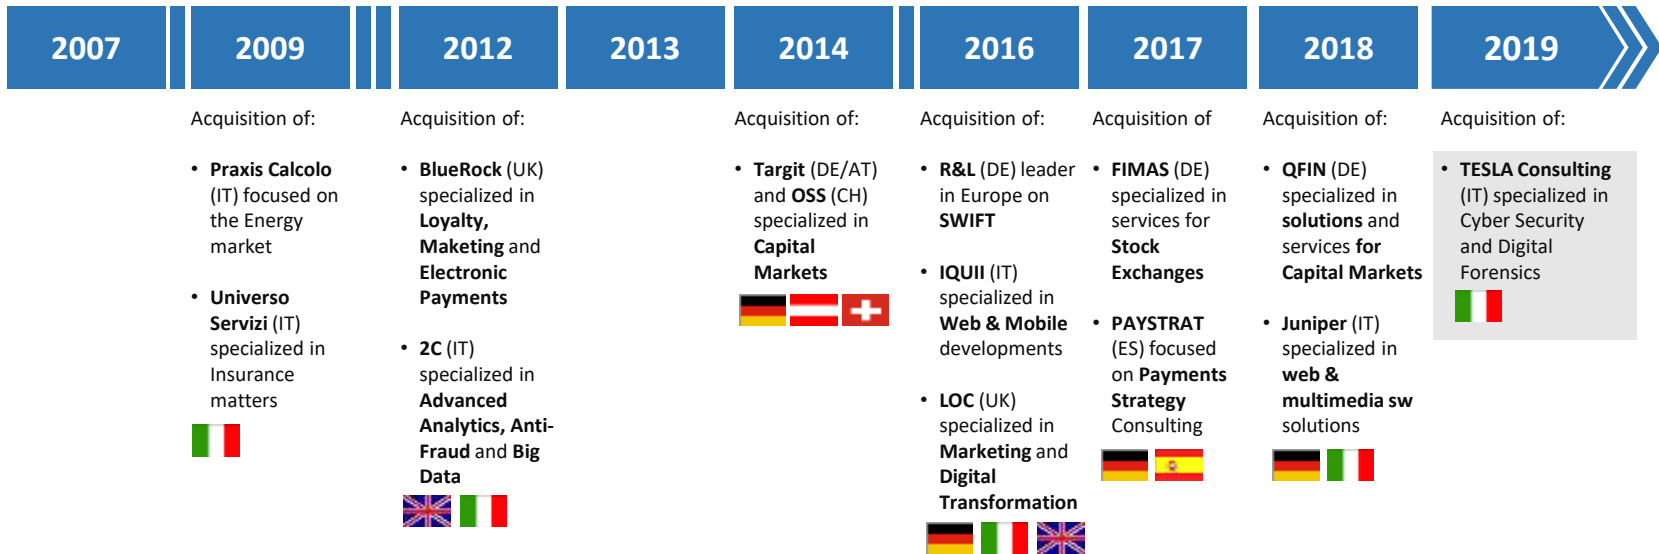 2007
2009
2012
2013
2014
2016
2017
2018
2019
Acquisition of:
• Praxis Calcolo
(IT) focused on
the Energy
market
• Universo
Servizi (IT)
specialized in
Insurance
matters
Acquisition of:
• BlueRock (UK)
specialized in
Loyalty,
Maketing and
Electronic
Payments
• 2C (IT)
specialized in
Advanced
Analytics, Anti-
Fraud and Big
Data
Acquisition of:
• Targit (DE/AT)
and OSS (CH)
specialized in
Capital
Markets
Acquisition of:
• R&L (DE) leader
in Europe on
SWIFT
• IQUII (IT)
specialized in
Web & Mobile
developments
• LOC (UK)
specialized in
Marketing and
Digital
Transformation
Acquisition of
• FIMAS (DE)
specialized in
services for
Stock
Exchanges
• PAYSTRAT
(ES) focused
on Payments
Strategy
Consulting
Acquisition of:
• QFIN (DE)
specialized in
solutions and
services for
Capital Markets
• Juniper (IT)
specialized in
web &
multimedia sw
solutions
Acquisition of:
• TESLA Consulting
(IT) specialized in
Cyber Security
and Digital
Forensics